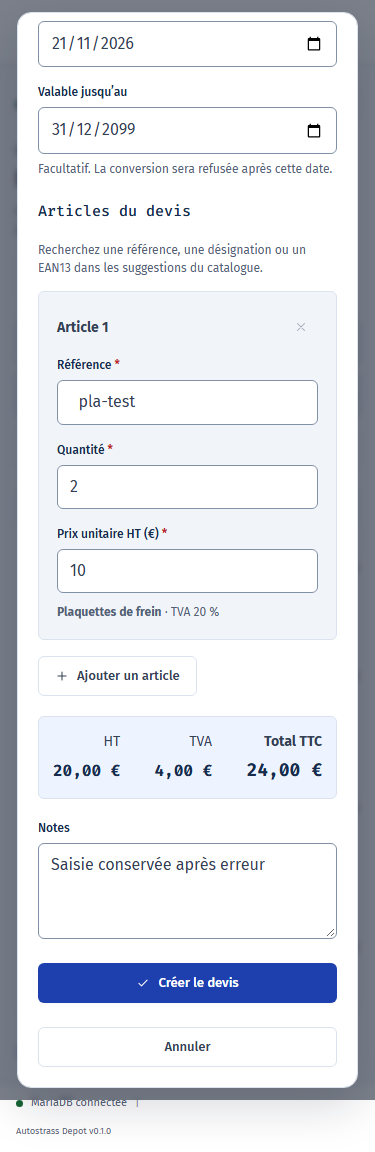 21/11/2026
Valable jusqu'au
31/12/2099
Facultatif. La conversion sera refusée après cette date.
Articles du devis
Recherchez une référence, une désignation ou un
EAN13 dans les suggestions du catalogue.
Article 1
Référence *
pla-test
Quantité *
2
Prix unitaire HT (€) *
10
Plaquettes de frein · TVA 20 %
Ajouter un article
HT TVA Total TTC
20,00 € 4,00 € 24,00 €
Notes
Saisie conservée après erreur
Créer le devis
Annuler
MariaDB connectée
Autostrass Depot v0.1.0